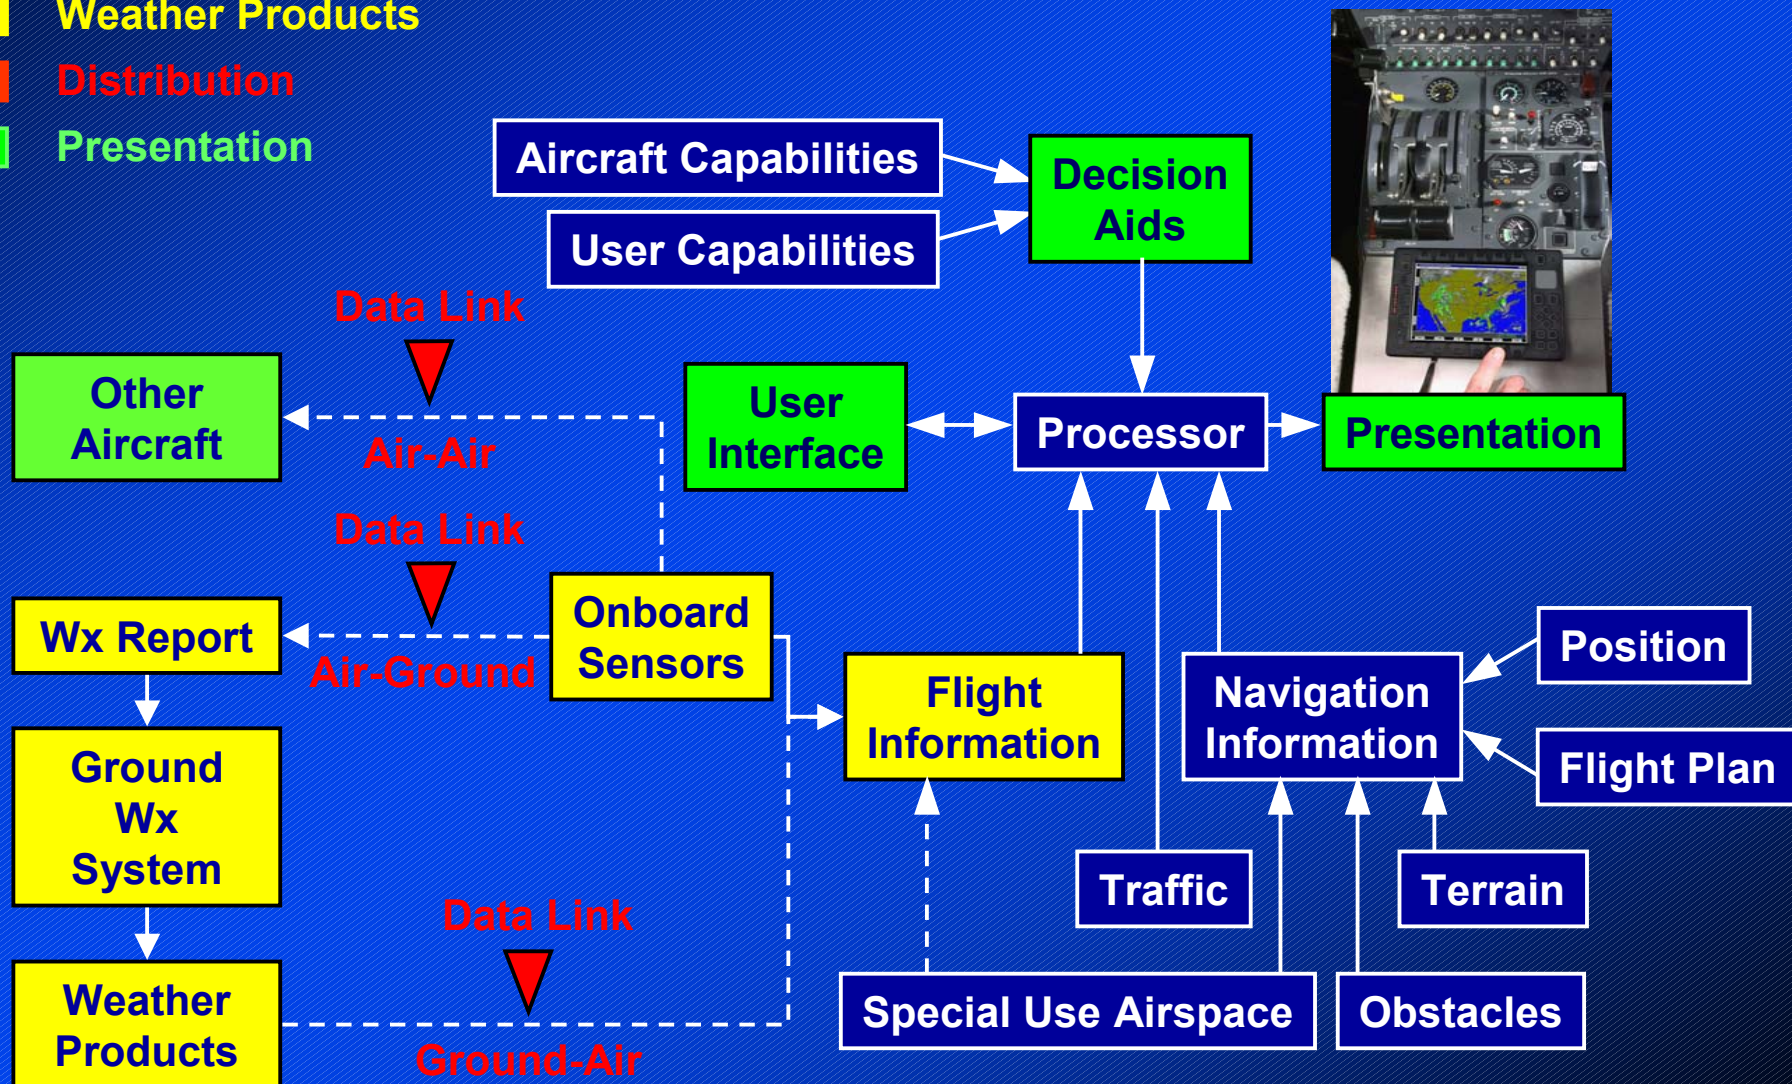 Weather Products
Distribution
Presentation
Aircraft Capabilities
User Capabilities
Decision
Aids
Data Link
Other
Aircraft
Air-Air
User
Interface
Processor
Presentation
Data Link
Wx Report
Air-Ground
Onboard
Sensors
Flight
Information
Navigation
Information
Position
Flight Plan
Ground
Wx
System
Traffic
Terrain
Data Link
Weather
Products
Ground-Air
Special Use Airspace
Obstacles